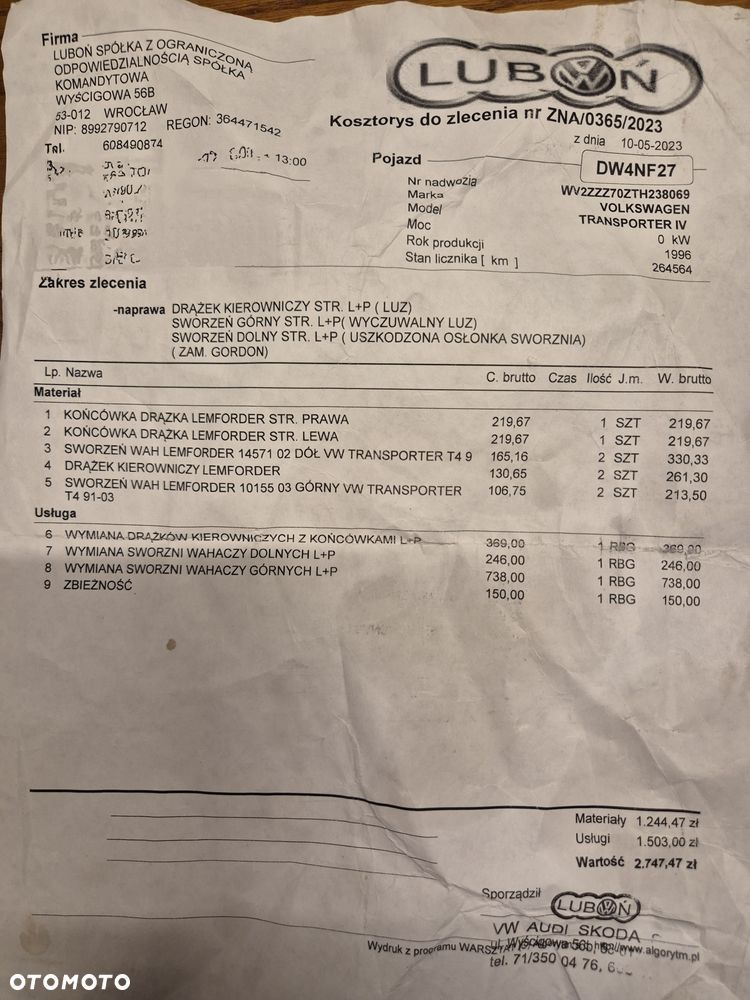 Firma
LUBOŃ SPÓŁKA Z OGRANICZONĄ
ODPOWIEDZIALNOŚCIĄ SPÓŁKA
KOMANDYTOWA
WYŚCIGOWA 56B
53-012 WROCŁAW
NIP: 8992790712 REGON: 364471542
Tel. 608490874
13:00
LUBOŃ
Kosztorys do zlecenia nr ZNA/0365/2023
z dnia 10-05-2023
Pojazd DW4NF27
Nr nadwozia WV2ZZZ70ZTH238069
Marka VOLKSWAGEN
Model TRANSPORTER IV
Moc 0 kW
Rok produkcji 1996
Stan licznika [ km ] 264564
Zakres zlecenia
-naprawa DRĄŻEK KIEROWNICZY STR. L+P ( LUZ)
SWORZEŃ GÓRNY STR. L+P( WYCZUWALNY LUZ)
SWORZEŃ DOLNY STR. L+P ( USZKODZONA OSŁONKA SWORZNIA)
( ZAM. GORDON)
Lp. Nazwa C. brutto Czas Ilość J.m. W. brutto
Materiał
1 KOŃCÓWKA DRĄZKA LEMFORDER STR. PRAWA 219,67 1 SZT 219,67
2 KOŃCÓWKA DRĄZKA LEMFORDER STR. LEWA 219,67 1 SZT 219,67
3 SWORZEŃ WAH LEMFORDER 14571 02 DÓŁ VW TRANSPORTER T4 9 165,16 2 SZT 330,33
4 DRĄŻEK KIEROWNICZY LEMFORDER 130,65 2 SZT 261,30
5 SWORZEŃ WAH LEMFORDER 10155 03 GÓRNY VW TRANSPORTER 106,75 2 SZT 213,50
T4 91-03
Usługa
6 WYMIANA DRĄŻKÓW KIEROWNICZYCH Z KOŃCÓWKAMI L+P 369,00 1 RBG 369,00
7 WYMIANA SWORZNI WAHACZY DOLNYCH L+P 246,00 1 RBG 246,00
8 WYMIANA SWORZNI WAHACZY GÓRNYCH L+P 738,00 1 RBG 738,00
9 ZBIEŻNOŚĆ 150,00 1 RBG 150,00
Materiały 1.244,47 zł
Usługi 1.503,00 zł
Wartość 2.747,47 zł
Sporządził
LUBOŃ
VW AUDI SKODA
Wydruk z programu http://www.algorytm.pl
ul. Wyścigowa 56b,
tel. 71/350 04 76,
OTOMOTO